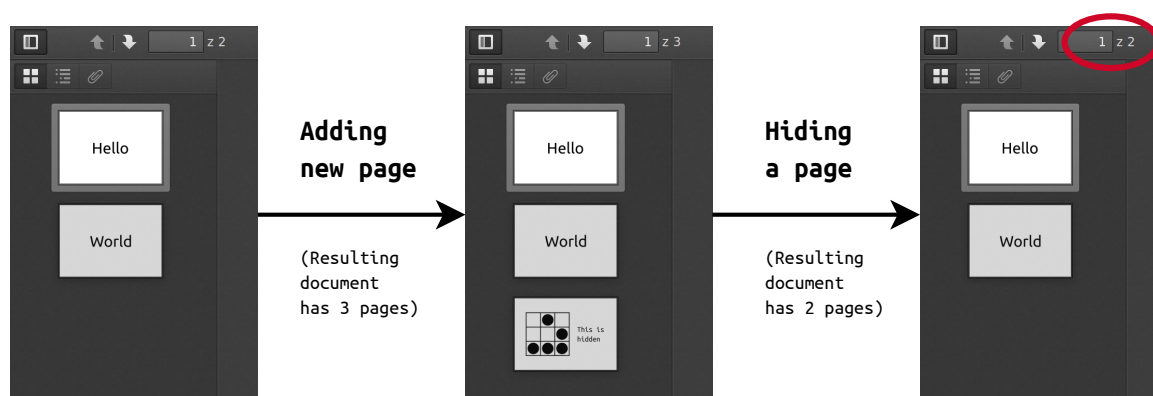 1 z 2
Hello
World
Adding
new page
(Resulting
document
has 3 pages)
1 z 3
Hello
World
This is
hidden
Hiding
a page
(Resulting
document
has 2 pages)
1 z 2
Hello
World